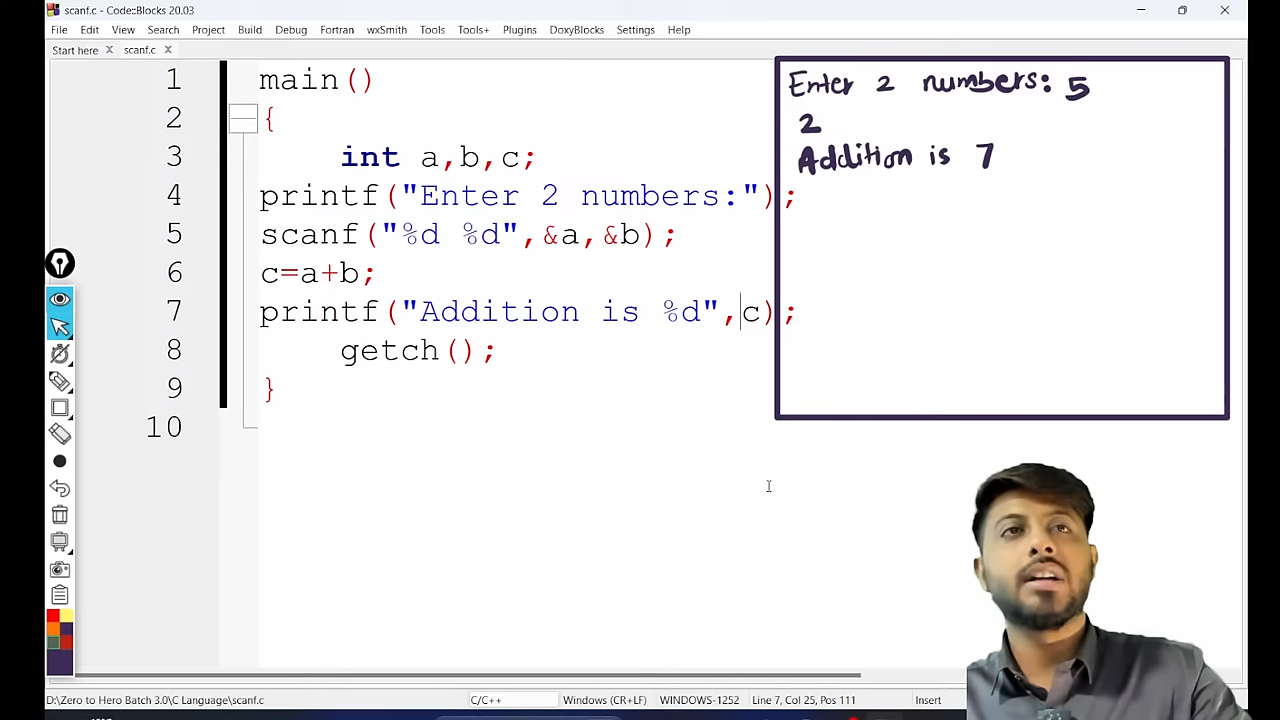 scanf.c - Code::Blocks 20.03
File Edit View Search Project Build Debug Fortran wxSmith Tools Tools+ Plugins DoxyBlocks Settings Help
Start here scanf.c
1 main()
2 {
3 int a,b,c;
4 printf("Enter 2 numbers:");
5 scanf("%d %d",&a,&b);
6 c=a+b;
7 printf("Addition is %d",c);
8 getch();
9 }
10
Enter 2 numbers: 5
2
Addition is 7
D:\Zero to Hero Batch 3.0\C Language\scanf.c C/C++ Windows (CR+LF) WINDOWS-1252 Line 7, Col 25, Pos 111 Insert